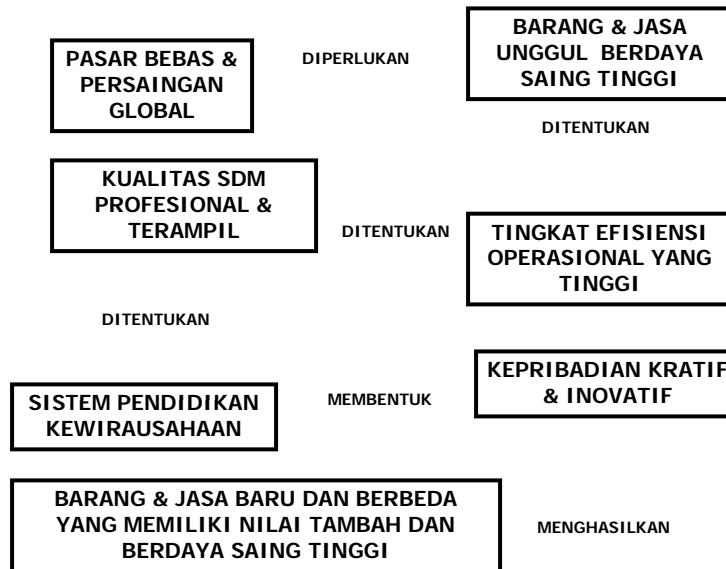 PASAR BEBAS &
PERSAINGAN
GLOBAL
DIPERLUKAN
BARANG & JASA
UNGGUL BERDAYA
SAING TINGGI
DITENTUKAN
KUALITAS SDM
PROFESIONAL &
TERAMPIL
DITENTUKAN
TINGKAT EFISIENSI
OPERASIONAL YANG
TINGGI
DITENTUKAN
SISTEM PENDIDIKAN
KEWIRAUSAHAAN
MEMBENTUK
KEPRIBADIAN KRATIF
& INOVATIF
BARANG & JASA BARU DAN BERBEDA
YANG MEMILIKI NILAI TAMBAH DAN
BERDAYA SAING TINGGI
MENGHASILKAN